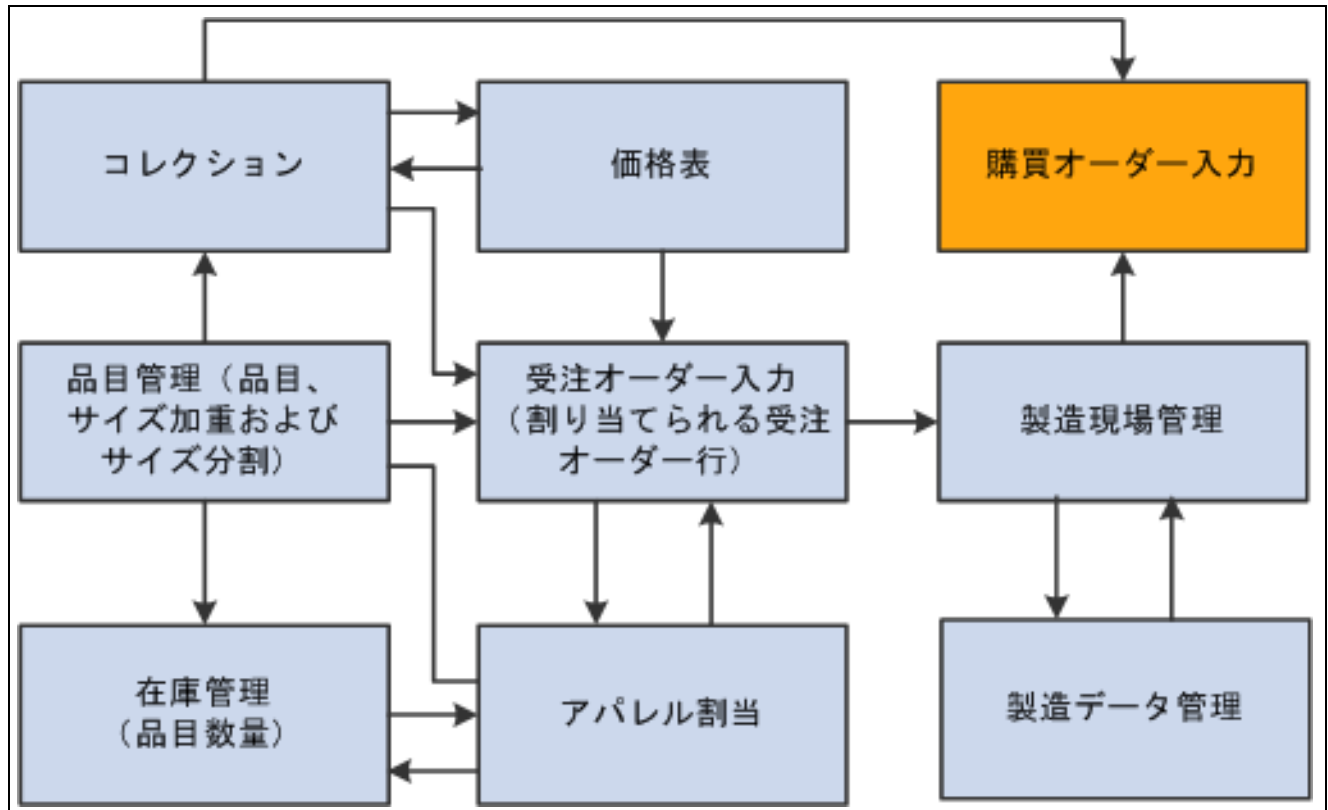 コレクション
価格表
購買オーダー入力
品目管理（品目、
サイズ加重および
サイズ分割）
受注オーダー入力
（割り当てられる受注
オーダー行）
製造現場管理
在庫管理
（品目数量）
アパレル割当
製造データ管理